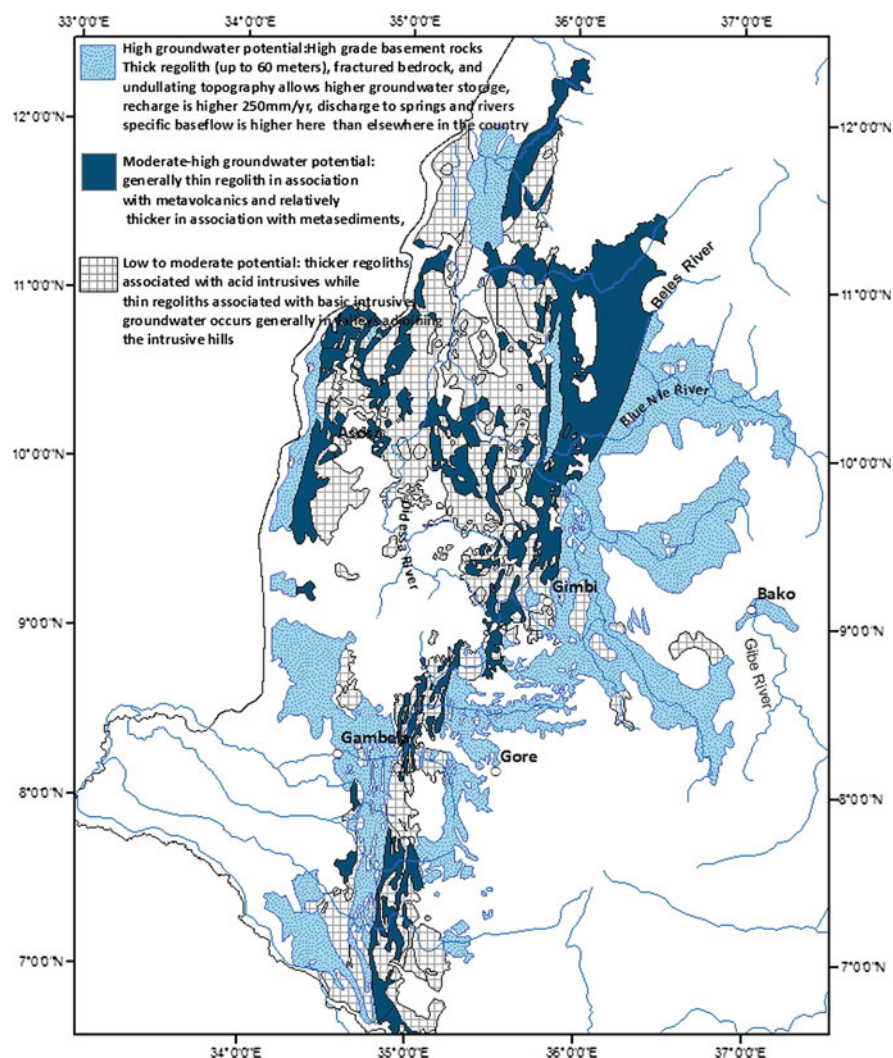 33°0'0"E 35°0'0"E 36°0'0"E 37°0'0"E
High groundwater potential:High grade basement rocks
Thick regolith (up to 60 meters), fractured bedrock, and
undullating topography allows higher groundwater storage,
recharge is higher 250mm/yr, discharge to springs and rivers
specific baseflow is higher here than elsewhere in the country
12°0'0"N 12°0'0"N
Moderate-high groundwater potential:
generally thin regolith in association
with metavolcanics and relatively
thicker in association with metasediments,
Low to moderate potential: thicker regoliths
associated with acid intrusives while
thin regoliths associated with basic intrusives
groundwater occurs generally in valleys adjoining
the intrusive hills
11°0'0"N 11°0'0"N
Beles River
Blue Nile River
Asosa
10°0'0"N 10°0'0"N
Didessa River
Gimbi
Bako
9°0'0"N 9°0'0"N
Gibe River
Gambela
Gore
8°0'0"N 8°0'0"N
7°0'0"N 7°0'0"N
34°0'0"E 35°0'0"E 36°0'0"E 37°0'0"E